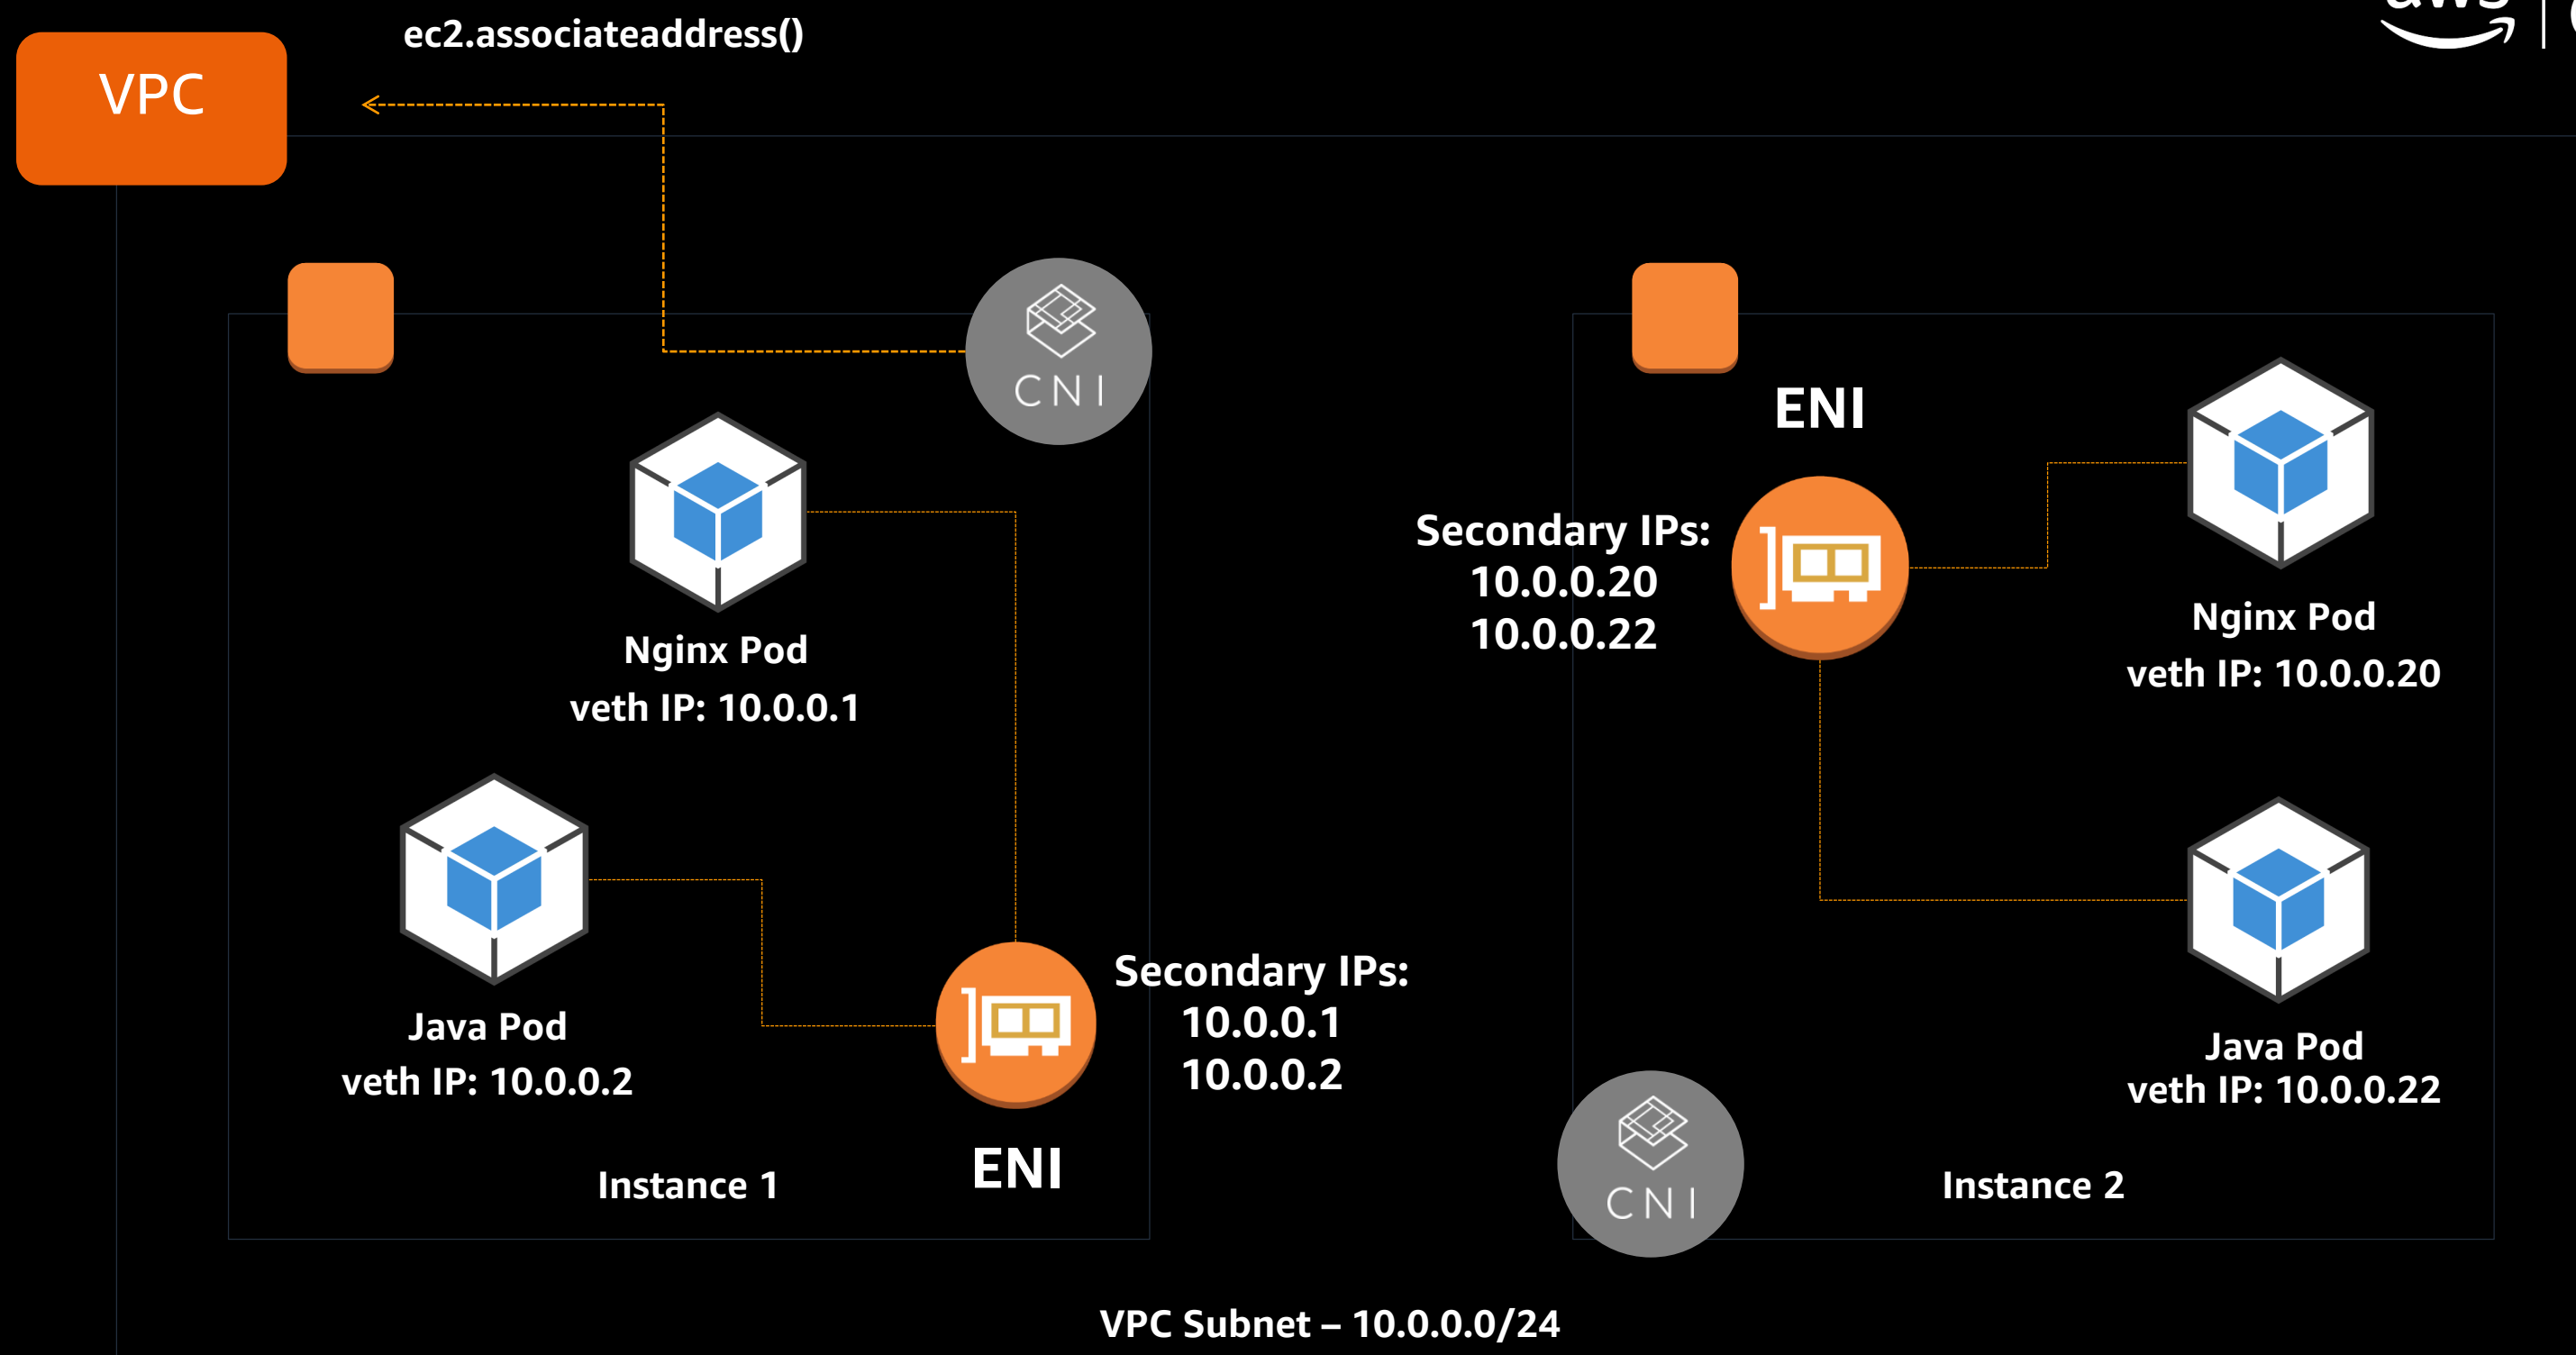 ec2.associateaddress()
aws
VPC
CNI
Nginx Pod
veth IP: 10.0.0.1
Java Pod
veth IP: 10.0.0.2
Secondary IPs:
10.0.0.1
10.0.0.2
ENI
Instance 1
ENI
Secondary IPs:
10.0.0.20
10.0.0.22
Nginx Pod
veth IP: 10.0.0.20
Java Pod
veth IP: 10.0.0.22
CNI
Instance 2
VPC Subnet – 10.0.0.0/24